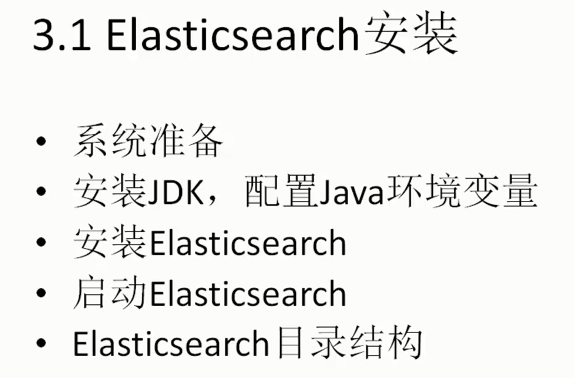 3.1 Elasticsearch安装
• 系统准备
• 安装JDK，配置Java环境变量
• 安装Elasticsearch
• 启动Elasticsearch
• Elasticsearch目录结构